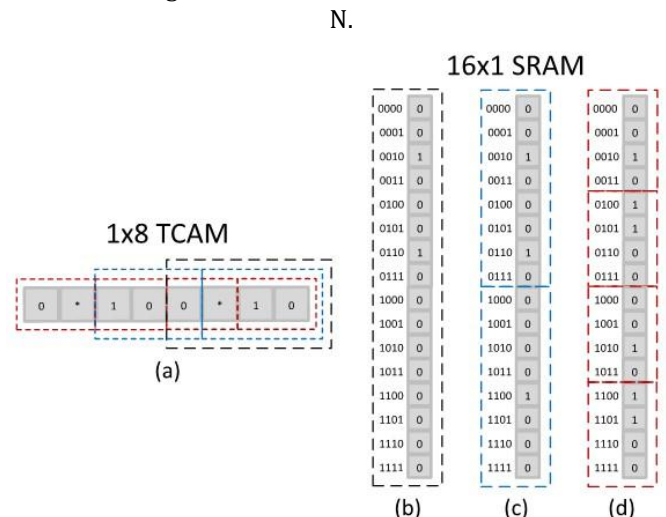 N.
1x8 TCAM
0 * 1 0 0 * 1 0
(a)
16x1 SRAM
0000 0 0000 0 0000 0
0001 0 0001 0 0001 0
0010 1 0010 1 0010 1
0011 0 0011 0 0011 0
0100 0 0100 0 0100 1
0101 0 0101 0 0101 1
0110 1 0110 1 0110 0
0111 0 0111 0 0111 0
1000 0 1000 0 1000 0
1001 0 1001 0 1001 0
1010 0 1010 0 1010 1
1011 0 1011 0 1011 0
1100 0 1100 1 1100 1
1101 0 1101 0 1101 1
1110 0 1110 0 1110 0
1111 0 1111 0 1111 0
(b) (c) (d)